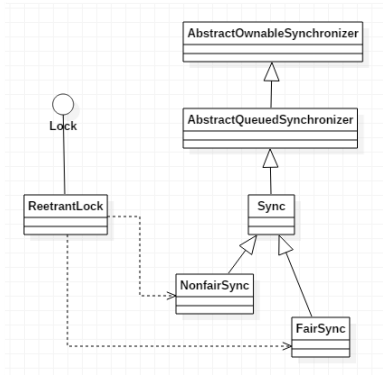 AbstractOwnableSynchronizer
AbstractQueuedSynchronizer
Lock
ReetrantLock
Sync
NonfairSync
FairSync